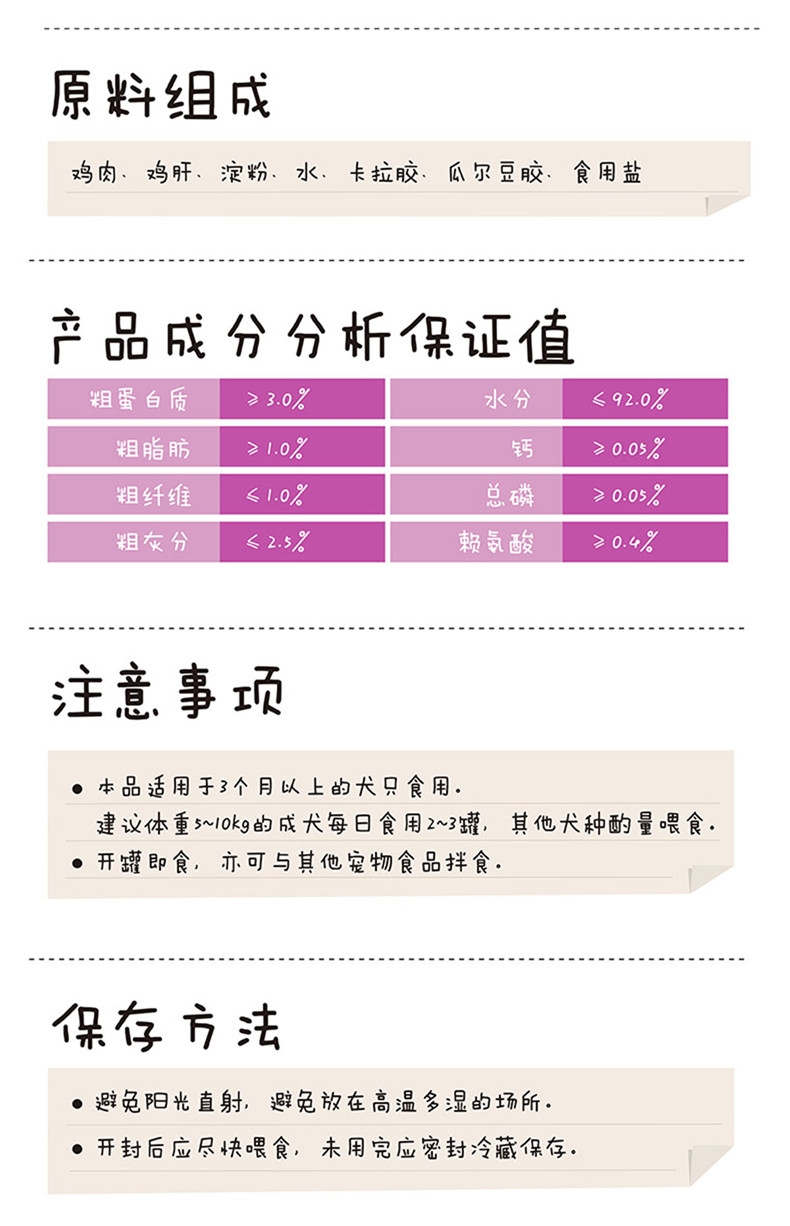 原料组成
鸡肉、鸡肝、淀粉、水、卡拉胶、瓜尔豆胶、食用盐
产品成分分析保证值
粗蛋白质 ≥3.0% 水分 ≤92.0%
粗脂肪 ≥1.0% 钙 ≥0.05%
粗纤维 ≤1.0% 总磷 ≥0.05%
粗灰分 ≤2.5% 赖氨酸 ≥0.4%
注意事项
● 本品适用于3个月以上的犬只食用。
建议体重5~10kg的成犬每日食用2~3罐，其他犬种酌量喂食。
● 开罐即食，亦可与其他宠物食品拌食。
保存方法
● 避免阳光直射，避免放在高温多湿的场所。
● 开封后应尽快喂食，未用完应密封冷藏保存。